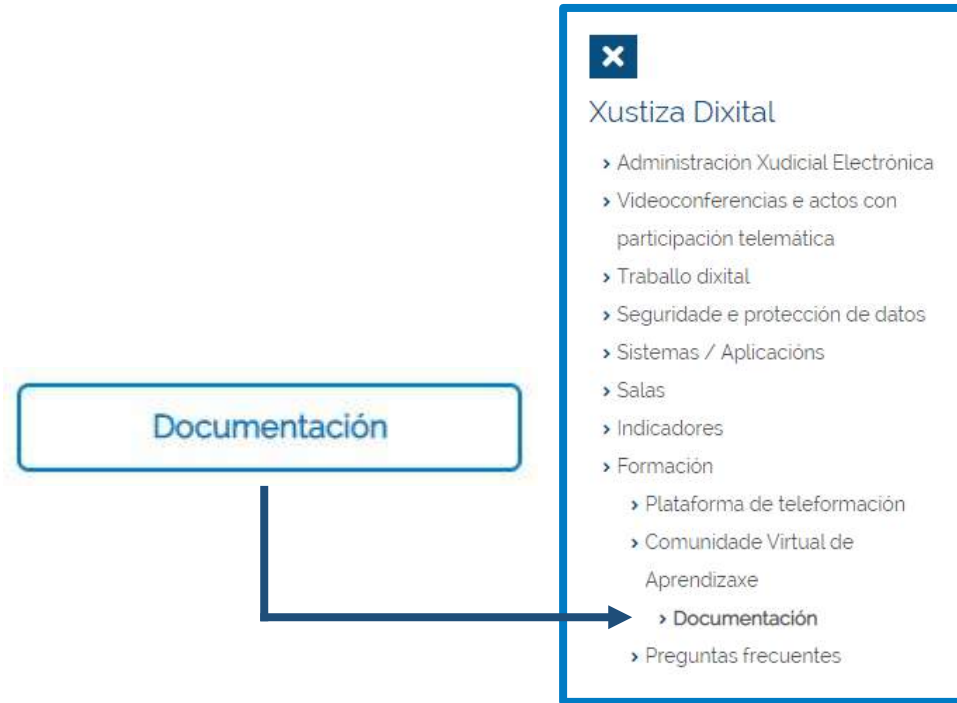 Documentación
Xustiza Dixital
Administración Xudicial Electrónica
Videoconferencias e actos con
participación telemática
Traballo dixital
Seguridade e protección de datos
Sistemas / Aplicacións
Salas
Indicadores
Formación
Plataforma de teleformación
Comunidade Virtual de
Aprendizaxe
Documentación
Preguntas frecuentes